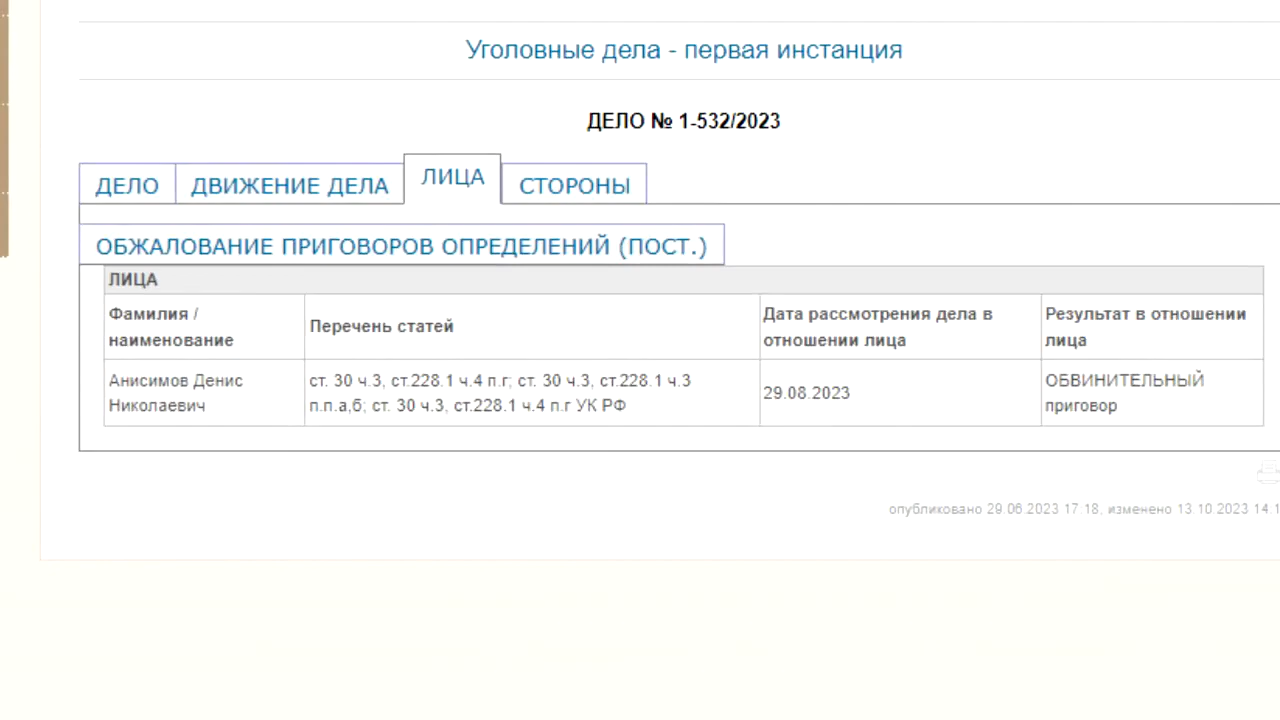 Уголовные дела - первая инстанция
ДЕЛО № 1-532/2023
ДЕЛО
ДВИЖЕНИЕ ДЕЛА
ЛИЦА
СТОРОНЫ
ОБЖАЛОВАНИЕ ПРИГОВОРОВ ОПРЕДЕЛЕНИЙ (ПОСТ.)
ЛИЦА
Фамилия /
наименование
Перечень статей
Дата рассмотрения дела в
отношении лица
Результат в отношении
лица
Анисимов Денис
Николаевич
ст. 30 ч.3, ст.228.1 ч.4 п.г; ст. 30 ч.3, ст.228.1 ч.3
п.п.а,б; ст. 30 ч.3, ст.228.1 ч.4 п.г УК РФ
29.08.2023
ОБВИНИТЕЛЬНЫЙ
приговор
опубликовано 29.06.2023 17:18, изменено 13.10.2023 14:1